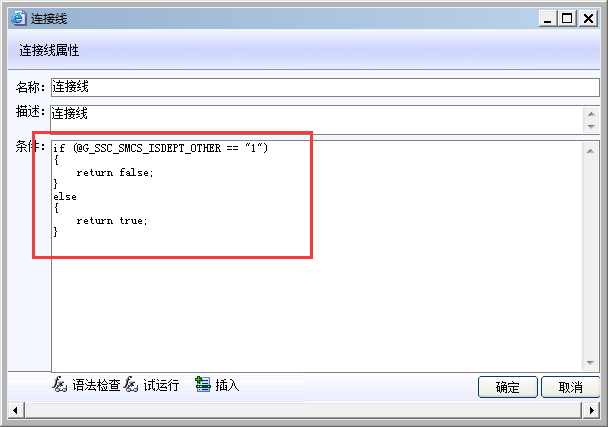 连接线
连接线属性
名称: 连接线
描述: 连接线
条件: if (@G_SSC_SMCS_ISDEPT_OTHER == "1")
{
    return false;
}
else
{
    return true;
}
语法检查 试运行 插入 确定 取消